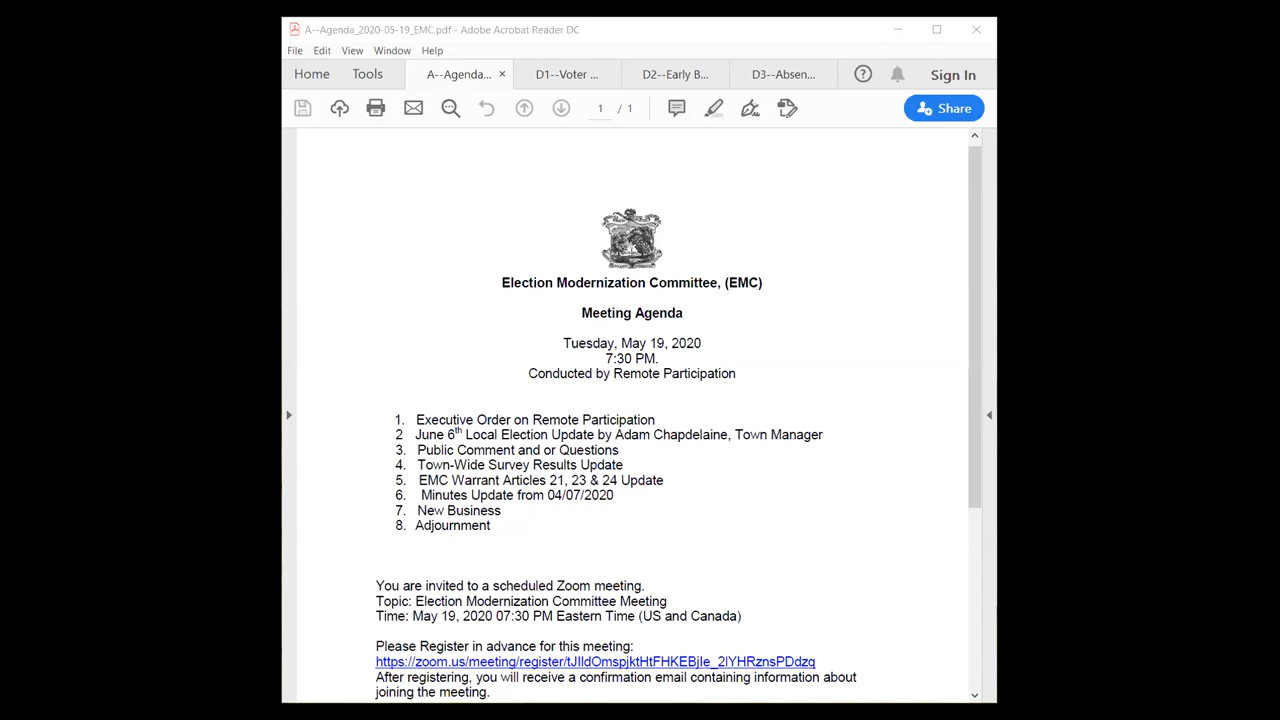 A--Agenda_2020-05-19_EMC.pdf - Adobe Acrobat Reader DC
File Edit View Window Help
Home Tools A--Agenda... × D1--Voter ... D2--Early B... D3--Absen... Sign In
1 / 1 Share
Election Modernization Committee, (EMC)
Meeting Agenda
Tuesday, May 19, 2020
7:30 PM.
Conducted by Remote Participation
1. Executive Order on Remote Participation
2 June 6th Local Election Update by Adam Chapdelaine, Town Manager
3. Public Comment and or Questions
4. Town-Wide Survey Results Update
5. EMC Warrant Articles 21, 23 & 24 Update
6. Minutes Update from 04/07/2020
7. New Business
8. Adjournment
You are invited to a scheduled Zoom meeting.
Topic: Election Modernization Committee Meeting
Time: May 19, 2020 07:30 PM Eastern Time (US and Canada)
Please Register in advance for this meeting:
https://zoom.us/meeting/register/tJIldOmspjktHtFHKEBjIe_2lYHRznsPDdzq
After registering, you will receive a confirmation email containing information about
joining the meeting.